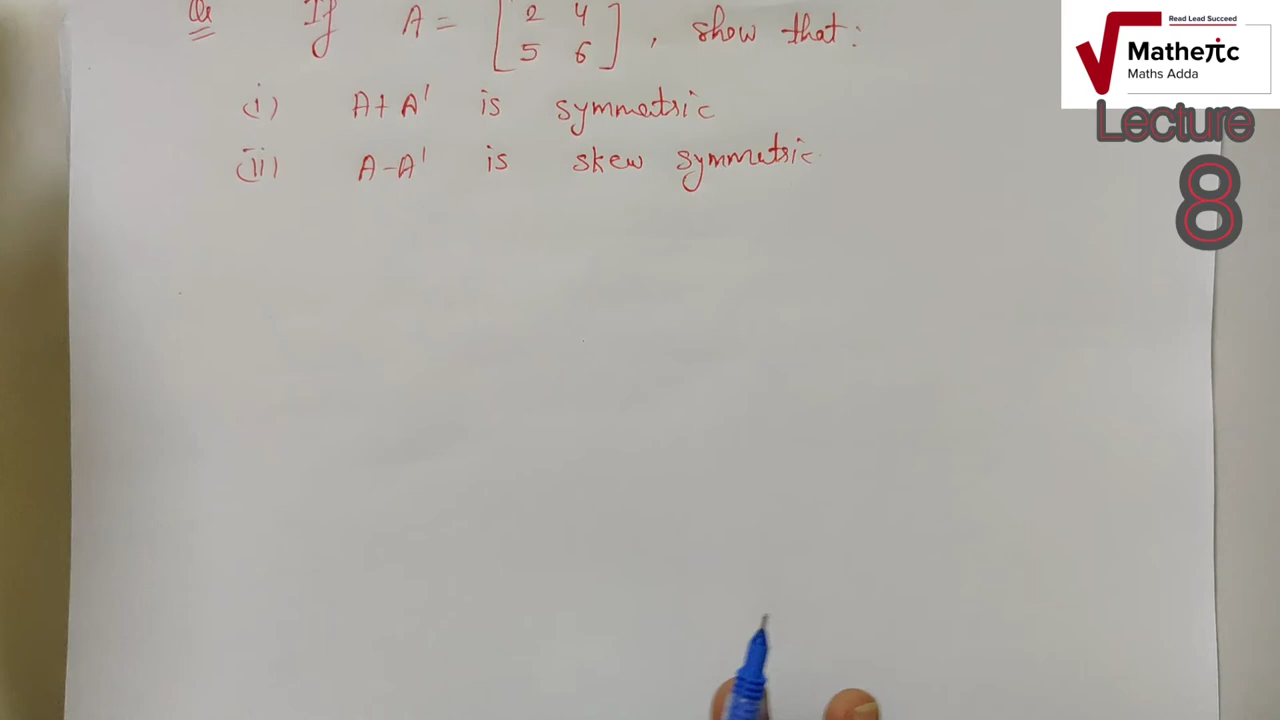 Q: If A = [ 2 4
5 6 ] , show that:
(i) A + A' is symmetric
(ii) A - A' is skew symmetric
Read Lead Succeed
Matheπc
Maths Adda
Lecture
8